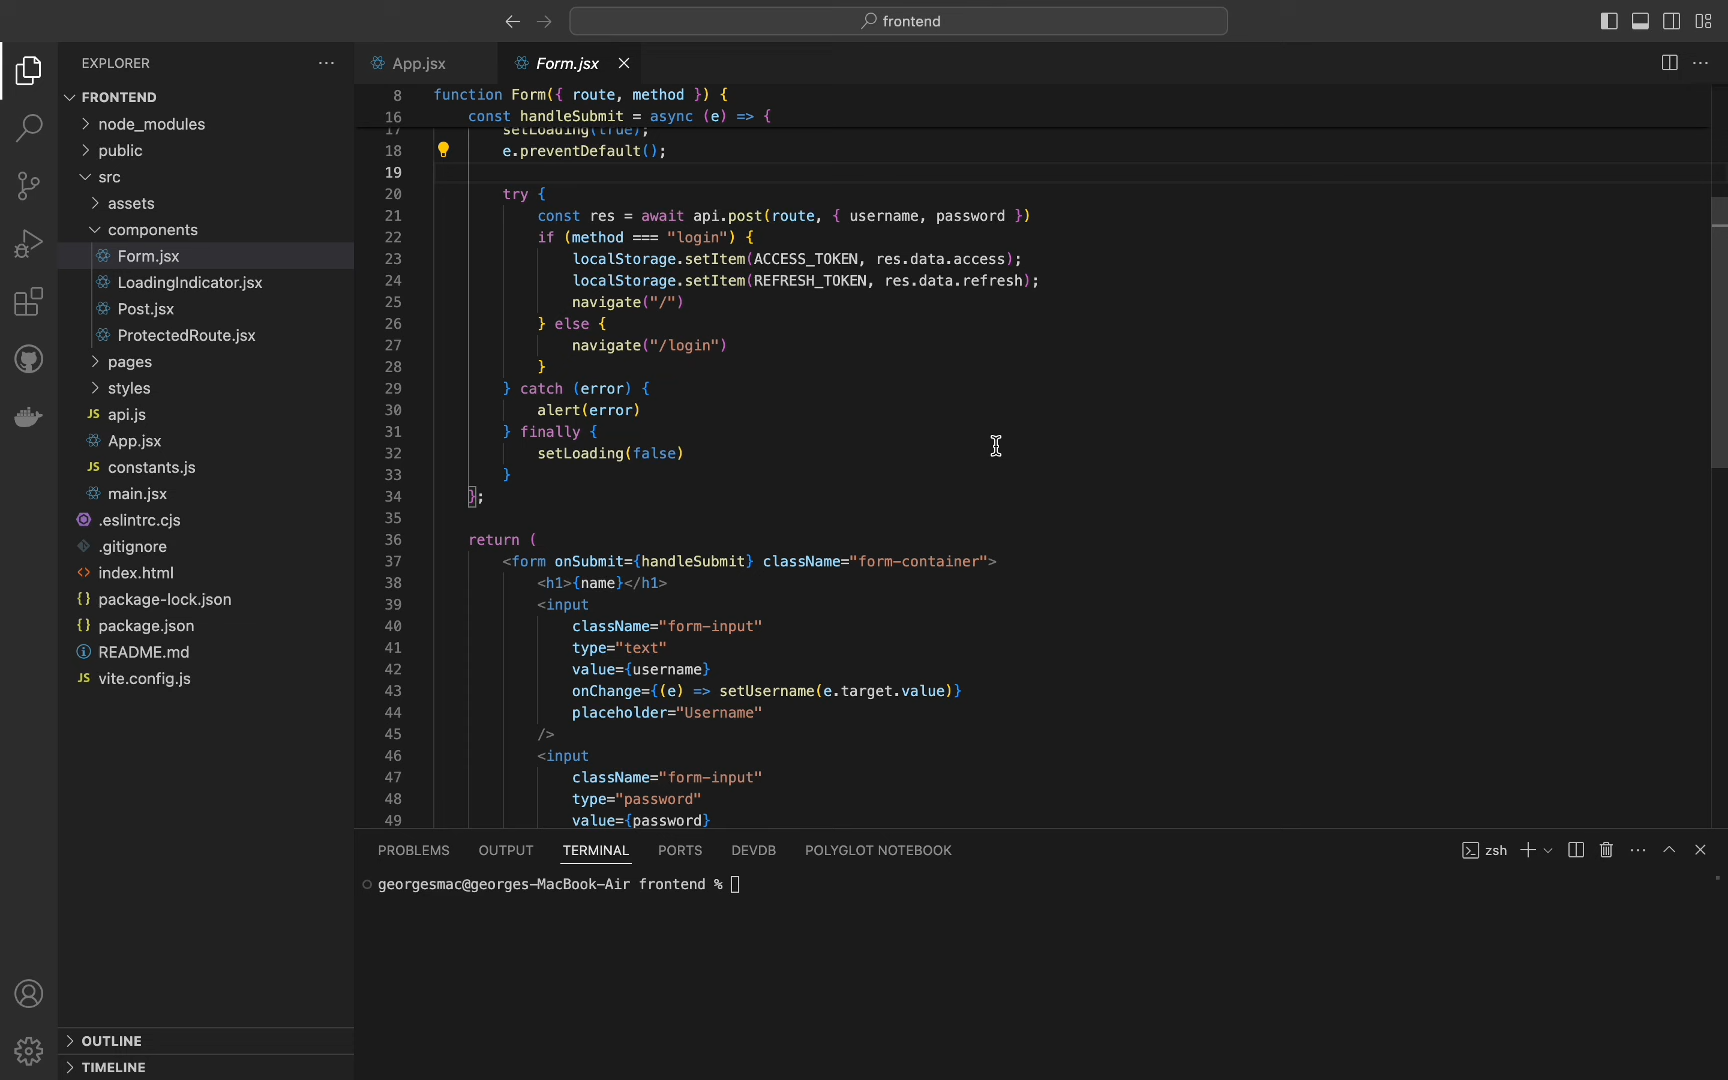 frontend
EXPLORER
FRONTEND
node_modules
public
src
assets
components
Form.jsx
LoadingIndicator.jsx
Post.jsx
ProtectedRoute.jsx
pages
styles
JS api.js
App.jsx
JS constants.js
main.jsx
.eslintrc.cjs
.gitignore
index.html
{} package-lock.json
{} package.json
README.md
JS vite.config.js
OUTLINE
TIMELINE
App.jsx
Form.jsx
8 function Form({ route, method }) {
16 const handleSubmit = async (e) => {
17 setLoading(true);
18 e.preventDefault();
19
20 try {
21 const res = await api.post(route, { username, password })
22 if (method === "login") {
23 localStorage.setItem(ACCESS_TOKEN, res.data.access);
24 localStorage.setItem(REFRESH_TOKEN, res.data.refresh);
25 navigate("/")
26 } else {
27 navigate("/login")
28 }
29 } catch (error) {
30 alert(error)
31 } finally {
32 setLoading(false)
33 }
34 };
35
36 return (
37 <form onSubmit={handleSubmit} className="form-container">
38 <h1>{name}</h1>
39 <input
40 className="form-input"
41 type="text"
42 value={username}
43 onChange={(e) => setUsername(e.target.value)}
44 placeholder="Username"
45 />
46 <input
47 className="form-input"
48 type="password"
49 value={password}
PROBLEMS OUTPUT TERMINAL PORTS DEVDB POLYGLOT NOTEBOOK
zsh
georgesmac@georges-MacBook-Air frontend %